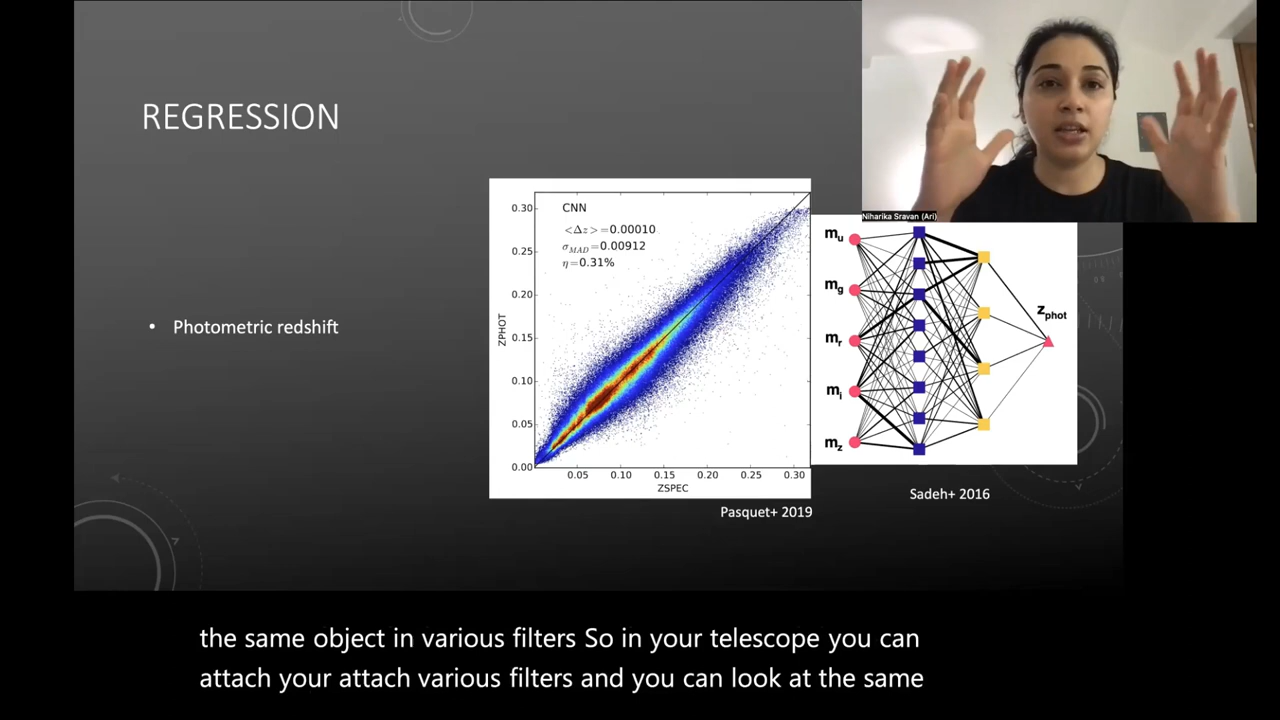 REGRESSION
• Photometric redshift
CNN
<Δz>=0.00010
σMAD=0.00912
η=0.31%
0.30
0.25
0.20
0.15
0.10
0.05
0.00
ZPHOT
0.05 0.10 0.15 0.20 0.25 0.30
ZSPEC
Pasquet+ 2019
Niharika Sravan (Ari)
mu
mg
mr
mi
mz
zphot
Sadeh+ 2016
the same object in various filters So in your telescope you can
attach your attach various filters and you can look at the same